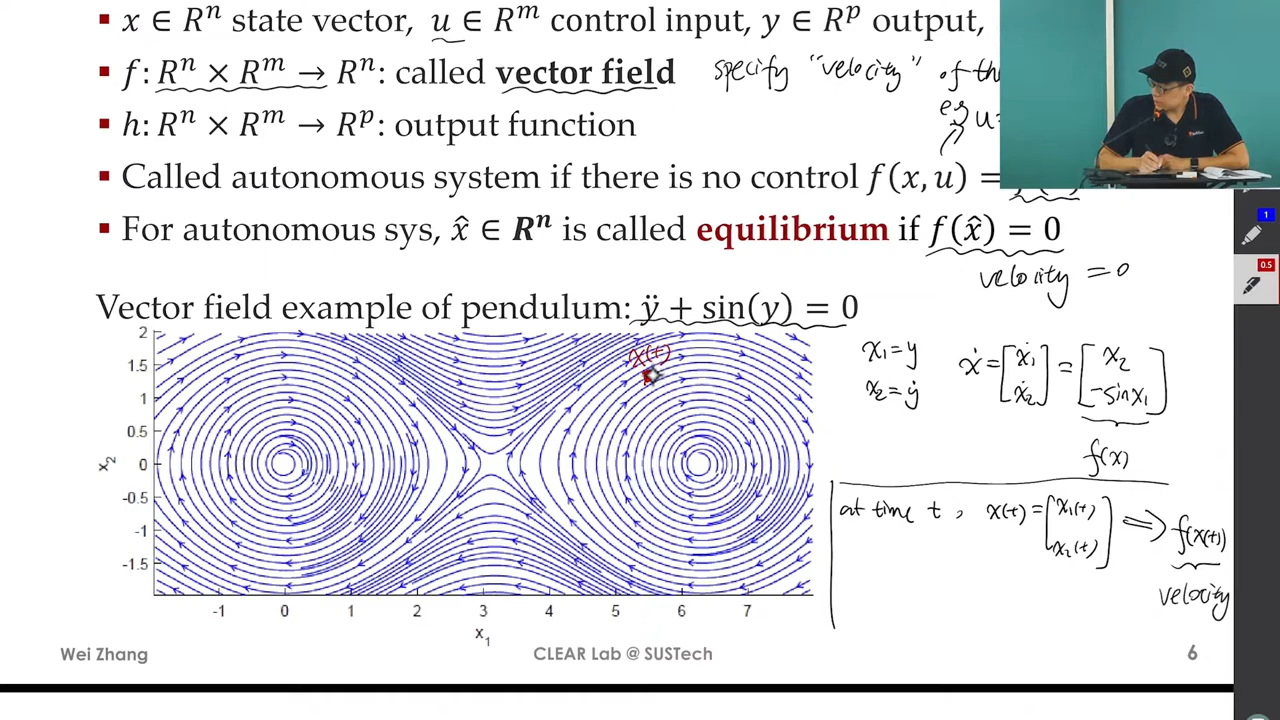 ▪ x ∈ Rⁿ state vector, u ∈ Rᵐ control input, y ∈ Rᵖ output,
▪ f: Rⁿ × Rᵐ → Rⁿ: called vector field specify "velocity" of th
eg u=
▪ h: Rⁿ × Rᵐ → Rᵖ: output function
▪ Called autonomous system if there is no control f(x, u) =
▪ For autonomous sys, x̂ ∈ Rⁿ is called equilibrium if f(x̂) = 0
velocity = 0
Vector field example of pendulum: ÿ + sin(y) = 0
2
1.5
1
0.5
0
-0.5
-1
-1.5
x₂
-1 0 1 2 3 4 5 6 7
x₁
x(t)
x₁ = y
x₂ = ẏ
ẋ = [ẋ₁ ẋ₂] = [x₂ -sin x₁]
f(x)
at time t, x(t) = [x₁(t) x₂(t)] ⇒ f(x(t))
velocity
Wei Zhang CLEAR Lab @ SUSTech 6
1
0.5